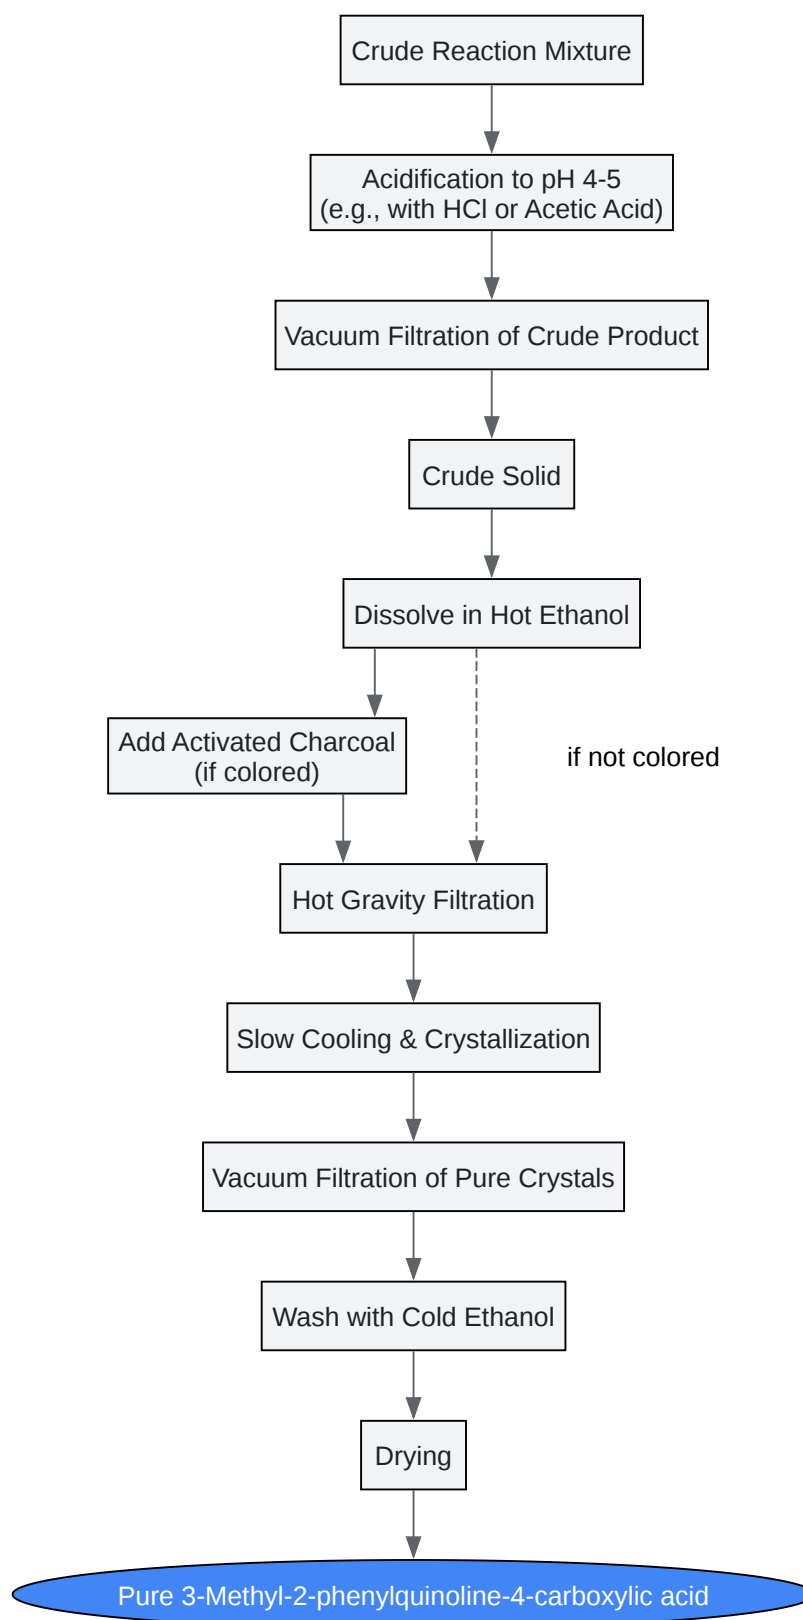 Crude Reaction Mixture
Acidification to pH 4-5
(e.g., with HCl or Acetic Acid)
Vacuum Filtration of Crude Product
Crude Solid
Dissolve in Hot Ethanol
Add Activated Charcoal
(if colored)
if not colored
Hot Gravity Filtration
Slow Cooling & Crystallization
Vacuum Filtration of Pure Crystals
Wash with Cold Ethanol
Drying
Pure 3-Methyl-2-phenylquinoline-4-carboxylic acid